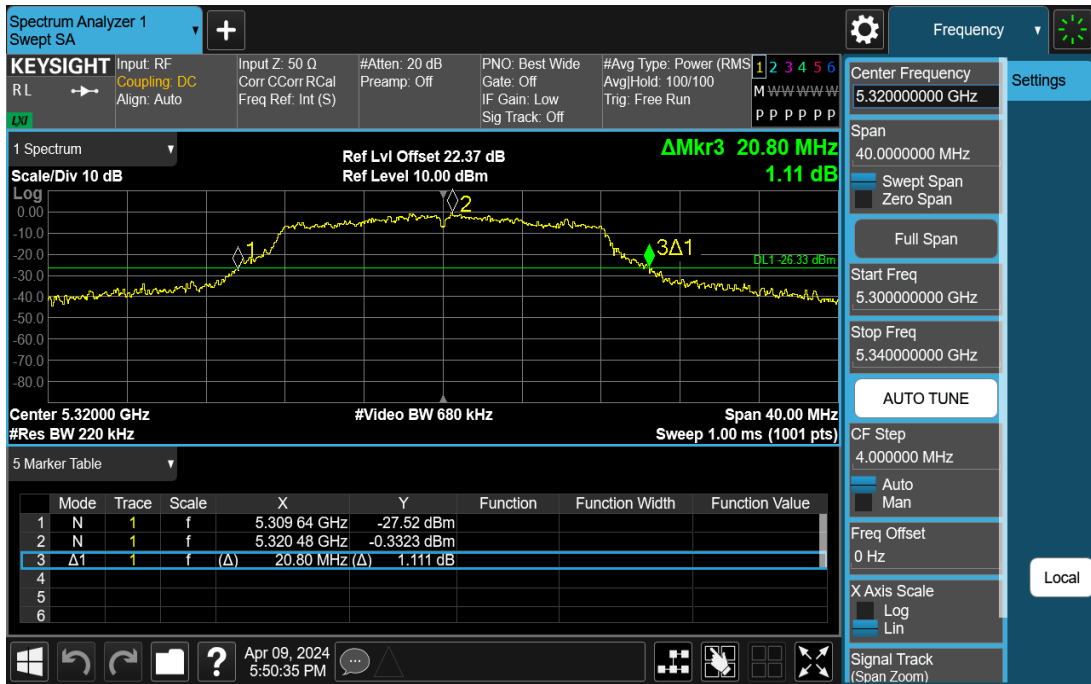 Spectrum Analyzer 1
Swept SA
+
Frequency
KEYSIGHT
R L
LXI
Input: RF
Coupling: DC
Align: Auto
Input Z: 50 Ω
Corr CCorr RCal
Freq Ref: Int (S)
#Atten: 20 dB
Preamp: Off
PNO: Best Wide
Gate: Off
IF Gain: Low
Sig Track: Off
#Avg Type: Power (RMS
Avg|Hold: 100/100
Trig: Free Run
1 2 3 4 5 6
M W W W W W
P P P P P P
1 Spectrum
Scale/Div 10 dB
Ref Lvl Offset 22.37 dB
Ref Level 10.00 dBm
ΔMkr3 20.80 MHz
1.11 dB
Log
0.00
-10.0
-20.0
-30.0
-40.0
-50.0
-60.0
-70.0
-80.0
1
2
3Δ1
DL1 -26.33 dBm
Center 5.32000 GHz
#Video BW 680 kHz
Span 40.00 MHz
#Res BW 220 kHz
Sweep 1.00 ms (1001 pts)
5 Marker Table
Mode Trace Scale X Y Function Function Width Function Value
1 N 1 f 5.309 64 GHz -27.52 dBm
2 N 1 f 5.320 48 GHz -0.3323 dBm
3 Δ1 1 f (Δ) 20.80 MHz (Δ) 1.111 dB
4
5
6
?
Apr 09, 2024
5:50:35 PM
Center Frequency
5.320000000 GHz
Span
40.0000000 MHz
Swept Span
Zero Span
Full Span
Start Freq
5.300000000 GHz
Stop Freq
5.340000000 GHz
AUTO TUNE
CF Step
4.000000 MHz
Auto
Man
Freq Offset
0 Hz
X Axis Scale
Log
Lin
Signal Track
(Span Zoom)
Settings
Local